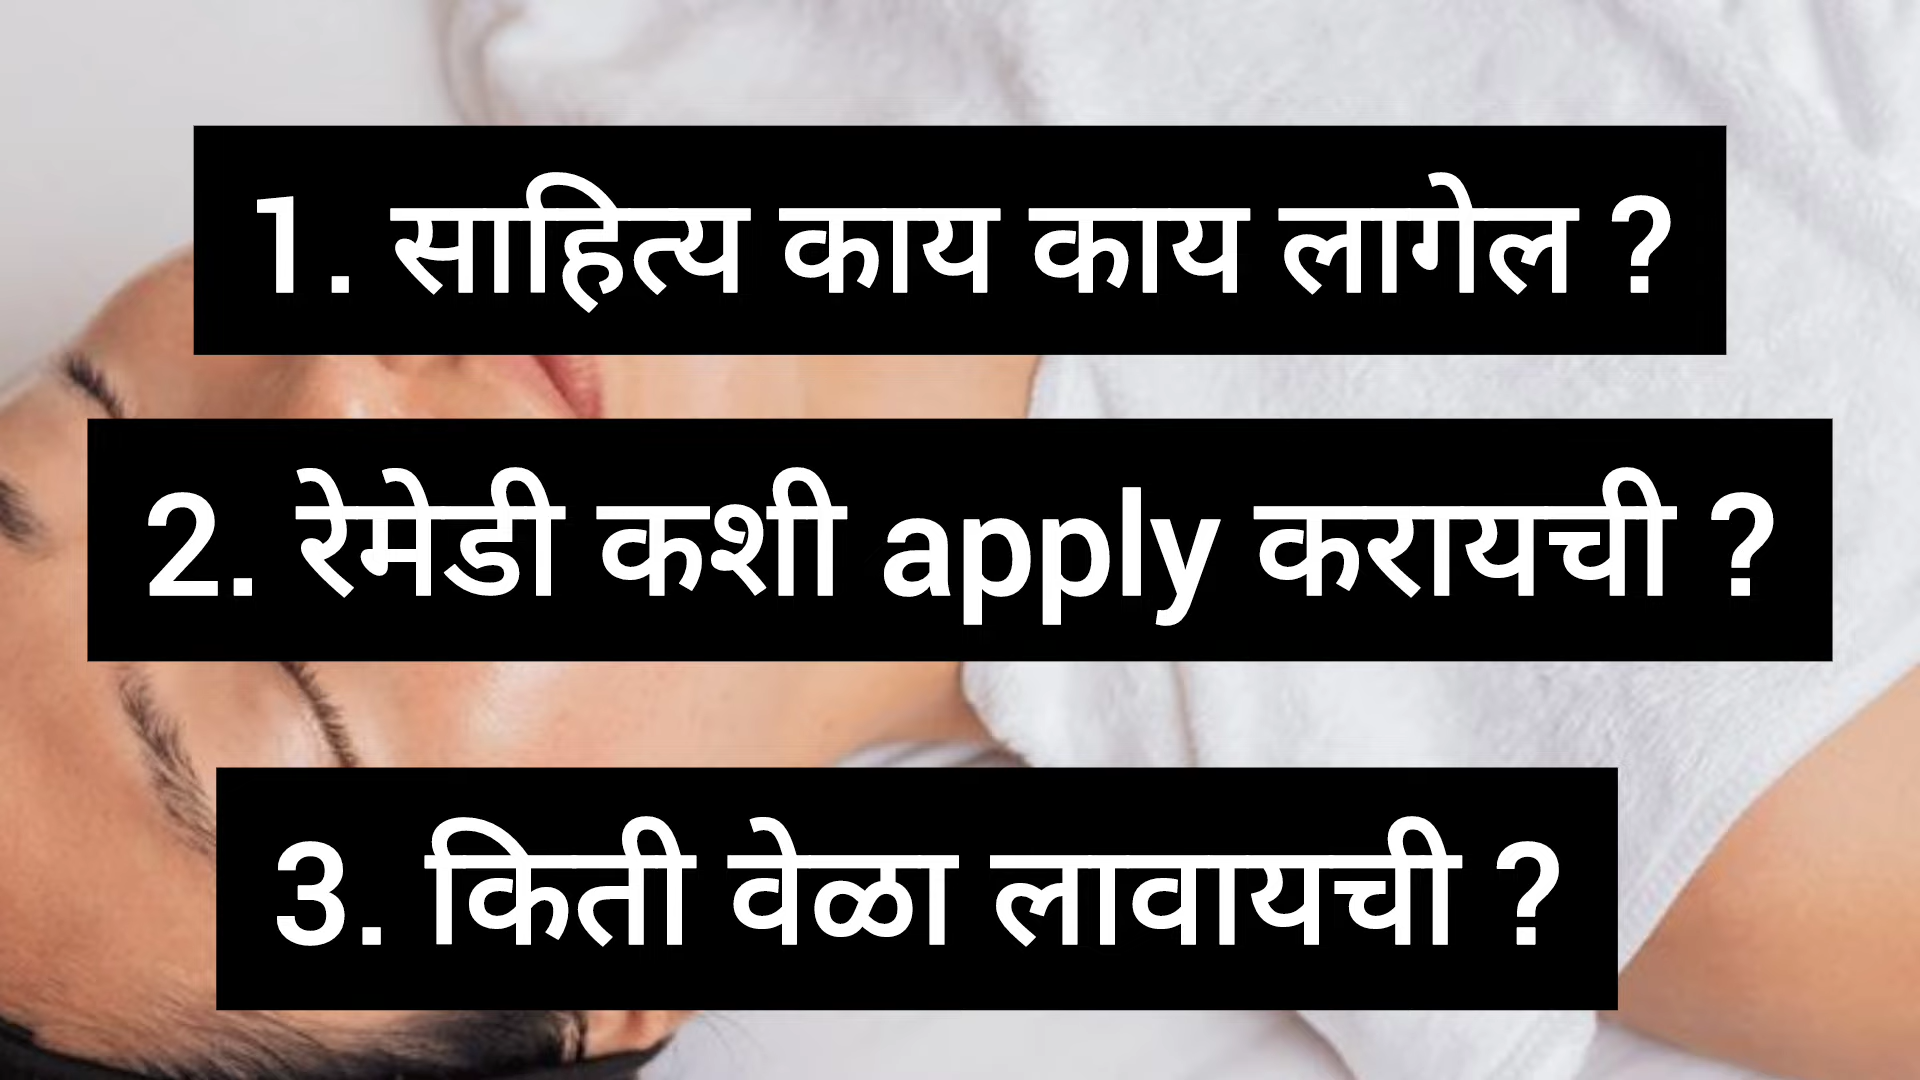 1. साहित्य काय काय लागेल ?
2. रेमेडी कशी apply करायची ?
3. किती वेळा लावायची ?